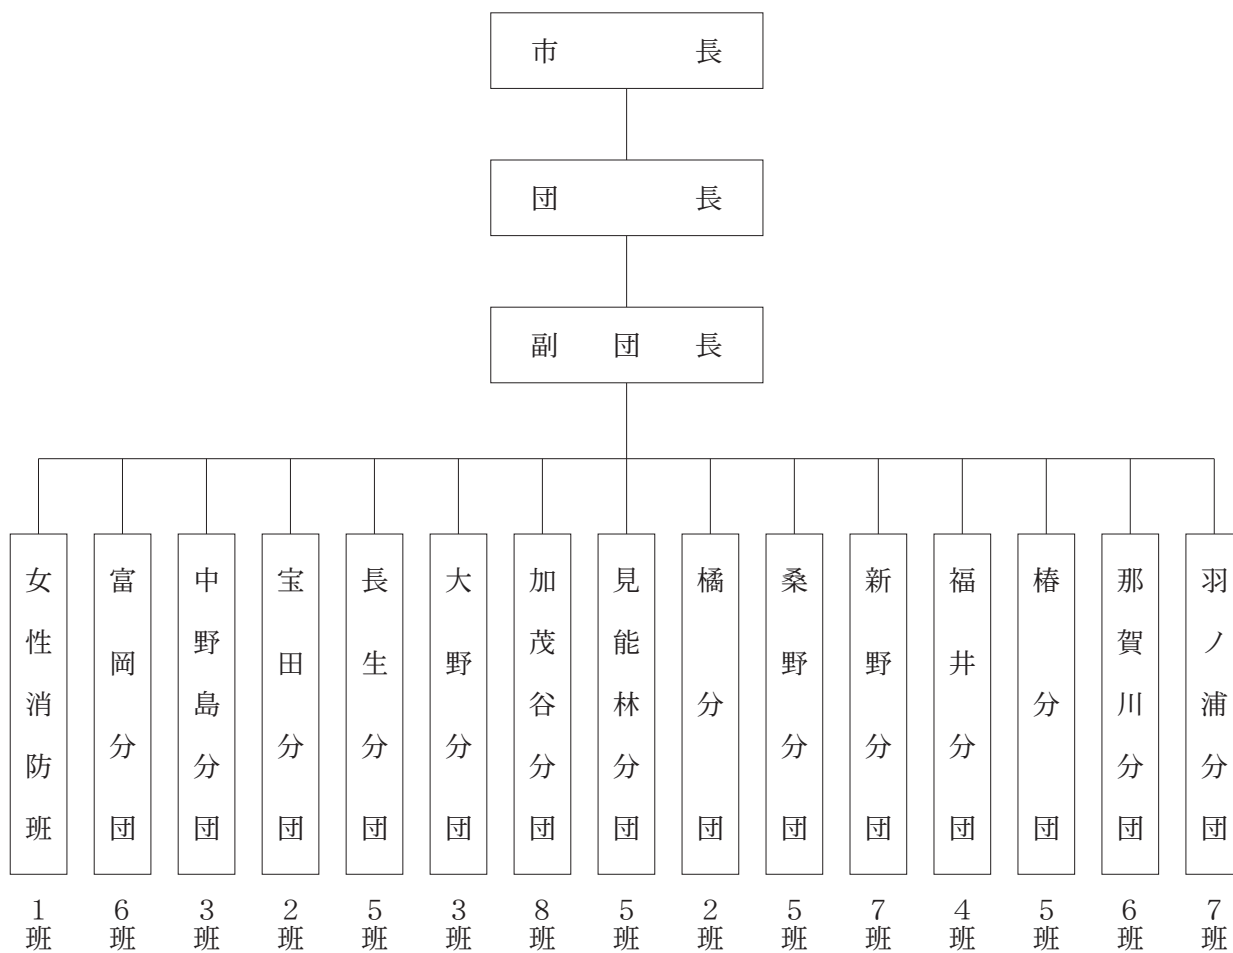 市長
団長
副団長
女性消防班
富岡分団
中野島分団
宝田分団
長生分団
大野分団
加茂谷分団
見能林分団
橘分団
桑野分団
新野分団
福井分団
椿分団
那賀川分団
羽ノ浦分団
1班
6班
3班
2班
5班
3班
8班
5班
2班
5班
7班
4班
5班
6班
7班